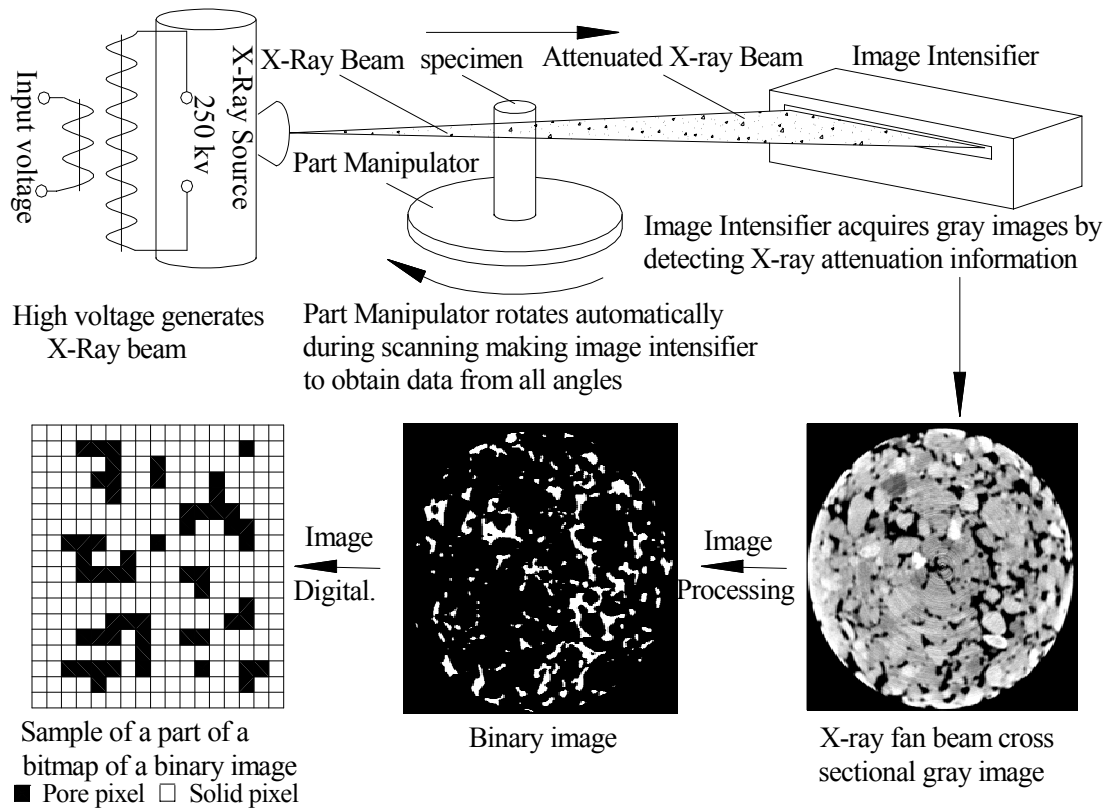 Input voltage
X-Ray Source
250 kv
X-Ray Beam
specimen
Attenuated X-ray Beam
Image Intensifier
Part Manipulator
Image Intensifier acquires gray images by
detecting X-ray attenuation information
High voltage generates
X-Ray beam
Part Manipulator rotates automatically
during scanning making image intensifier
to obtain data from all angles
Image
Digital.
Image
Processing
Sample of a part of a
bitmap of a binary image
Pore pixel
Solid pixel
Binary image
X-ray fan beam cross
sectional gray image